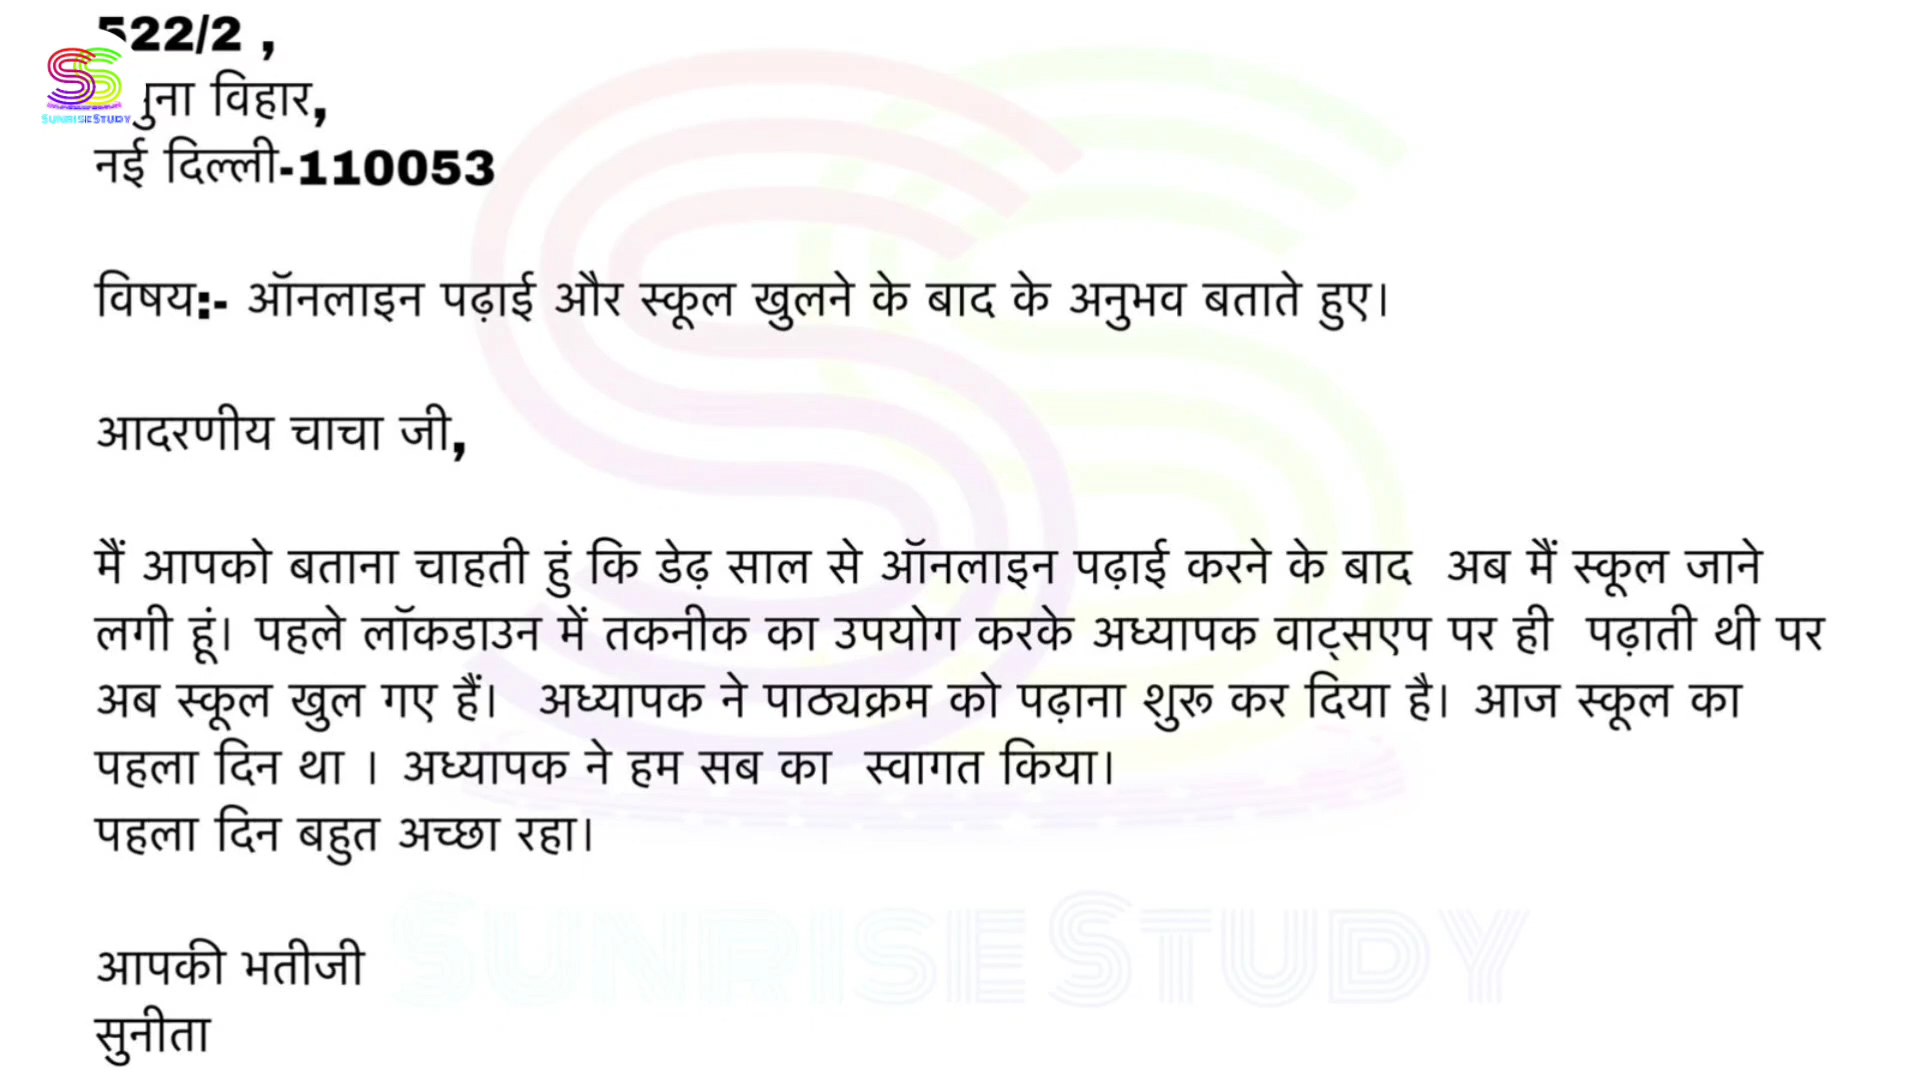 522/2 ,
विहार,
नई दिल्ली-110053
विषय:- ऑनलाइन पढ़ाई और स्कूल खुलने के बाद के अनुभव बताते हुए।
आदरणीय चाचा जी,
मैं आपको बताना चाहती हुं कि डेढ़ साल से ऑनलाइन पढ़ाई करने के बाद अब मैं स्कूल जाने
लगी हूं। पहले लॉकडाउन में तकनीक का उपयोग करके अध्यापक वाट्सएप पर ही पढ़ाती थी पर
अब स्कूल खुल गए हैं। अध्यापक ने पाठ्यक्रम को पढ़ाना शुरू कर दिया है। आज स्कूल का
पहला दिन था । अध्यापक ने हम सब का स्वागत किया।
पहला दिन बहुत अच्छा रहा।
आपकी भतीजी
सुनीता
SUNRISE STUDY
SUNRISE STUDY